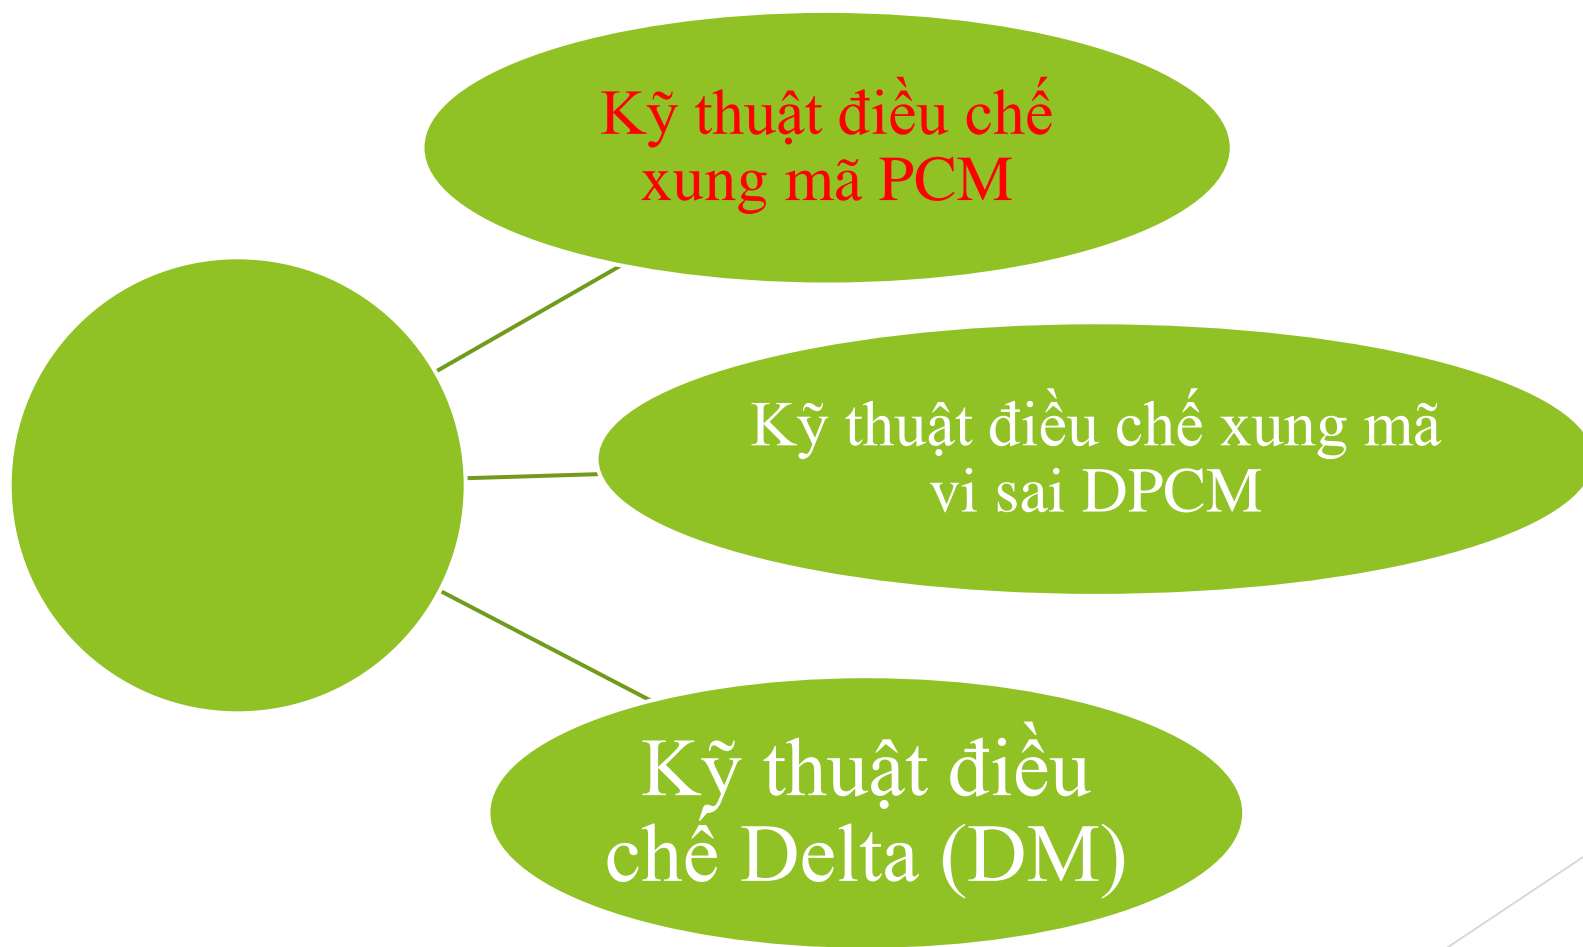 Kỹ thuật điều chế
xung mã PCM
Kỹ thuật điều chế xung mã
vi sai DPCM
Kỹ thuật điều
chế Delta (DM)